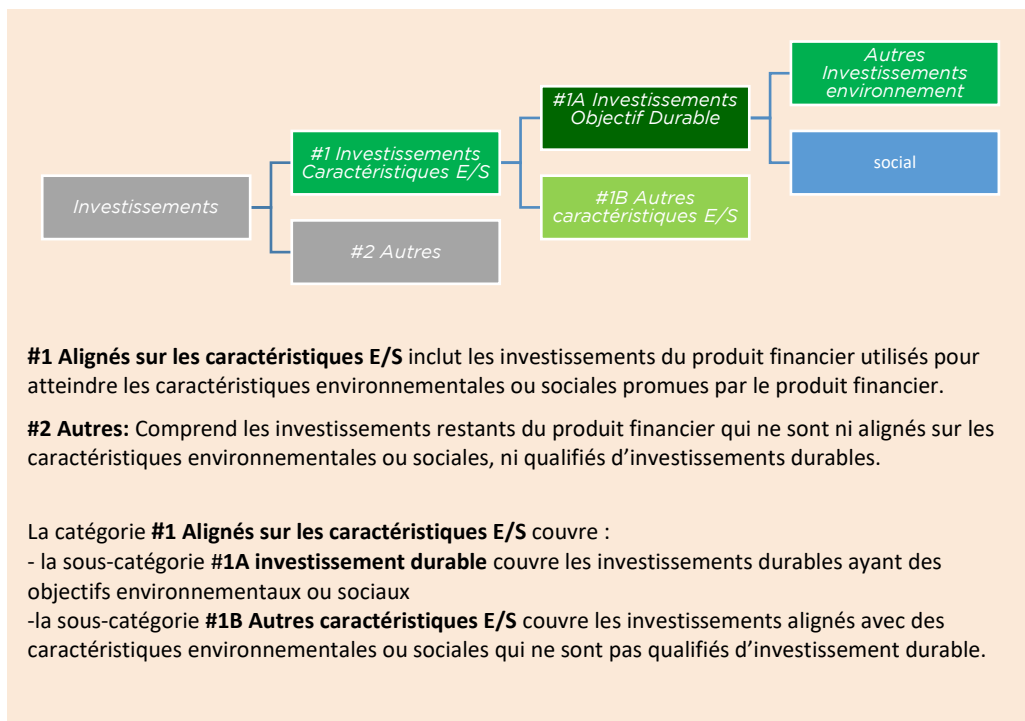 Investissements
#1 Investissements
Caractéristiques E/S
#2 Autres
#1A Investissements
Objectif Durable
#1B Autres
caractéristiques E/S
Autres
Investissements
environnement
social
#1 Alignés sur les caractéristiques E/S inclut les investissements du produit financier utilisés pour
atteindre les caractéristiques environnementales ou sociales promues par le produit financier.
#2 Autres: Comprend les investissements restants du produit financier qui ne sont ni alignés sur les
caractéristiques environnementales ou sociales, ni qualifiés d’investissements durables.
La catégorie #1 Alignés sur les caractéristiques E/S couvre :
- la sous-catégorie #1A investissement durable couvre les investissements durables ayant des
objectifs environnementaux ou sociaux
-la sous-catégorie #1B Autres caractéristiques E/S couvre les investissements alignés avec des
caractéristiques environnementales ou sociales qui ne sont pas qualifiés d’investissement durable.